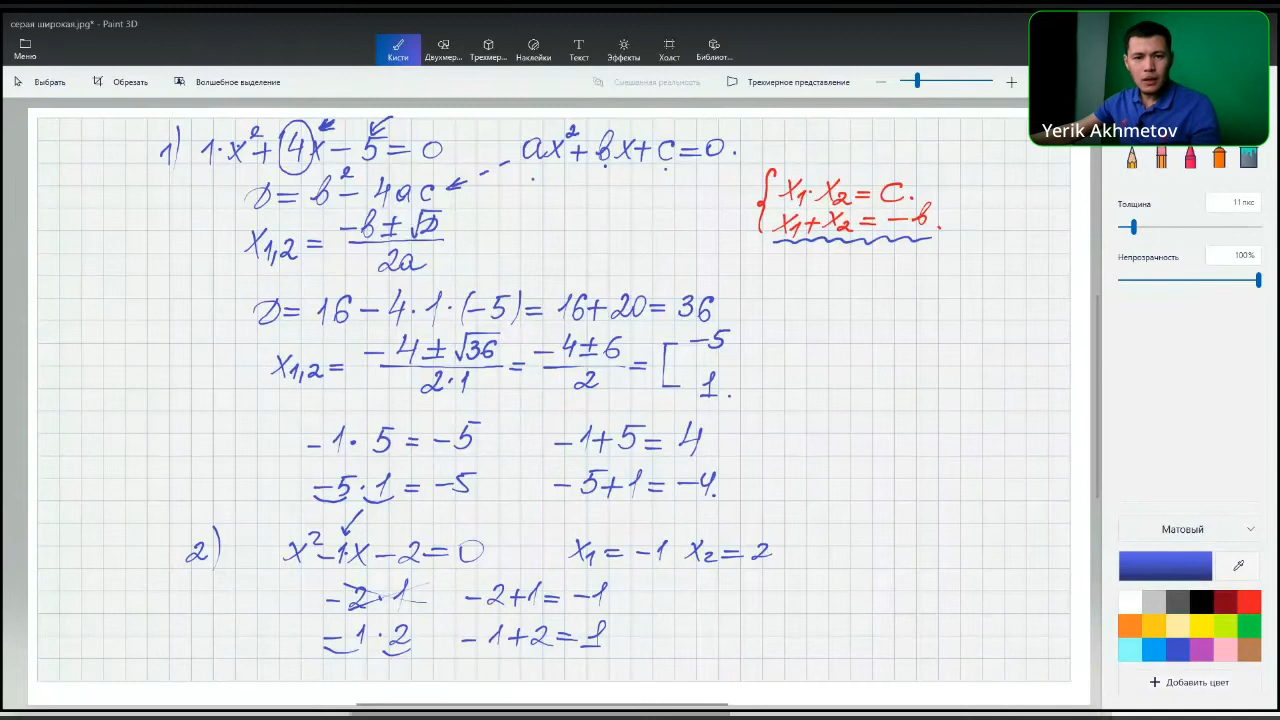 серая широкая.jpg* - Paint 3D
Меню
Кисти Двухмер... Трехмер... Наклейки Текст Эффекты Холст Библиот...
Выбрать Обрезать Волшебное выделение Смешанная реальность Трехмерное представление
Yerik Akhmetov
Толщина 11пкс
Непрозрачность 100%
Матовый
Добавить цвет
1) 1·x²+4x-5=0 - ax²+bx+c=0.
D=b²-4ac
x₁,₂ = (-b±√D)/(2a)
{ x₁·x₂=c.
x₁+x₂=-b.
D=16-4·1·(-5)=16+20=36
x₁,₂ = (-4±√36)/(2·1) = (-4±6)/2 = [ -5
1.
-1·5=-5 -1+5=4
-5·1=-5 -5+1=-4.
2) x²-1·x-2=0 x₁=-1 x₂=2
-2·1 -2+1=-1
-1·2 -1+2=1